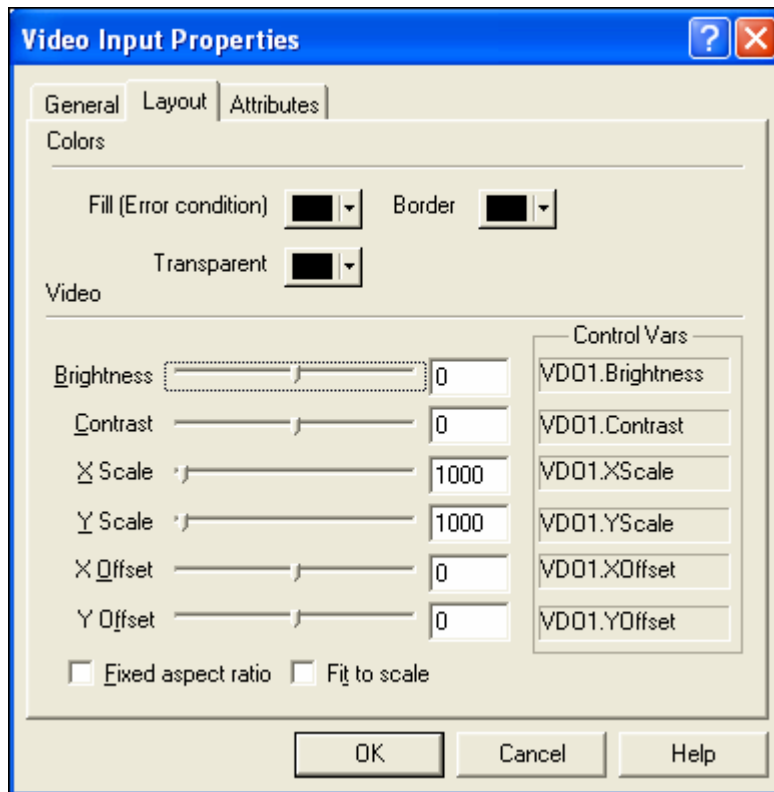 Video Input Properties ?
General Layout Attributes
Colors
Fill (Error condition) Border
Transparent
Video
Control Vars
Brightness 0 VDO1.Brightness
Contrast 0 VDO1.Contrast
X Scale 1000 VDO1.XScale
Y Scale 1000 VDO1.YScale
X Offset 0 VDO1.XOffset
Y Offset 0 VDO1.YOffset
Fixed aspect ratio Fit to scale
OK Cancel Help